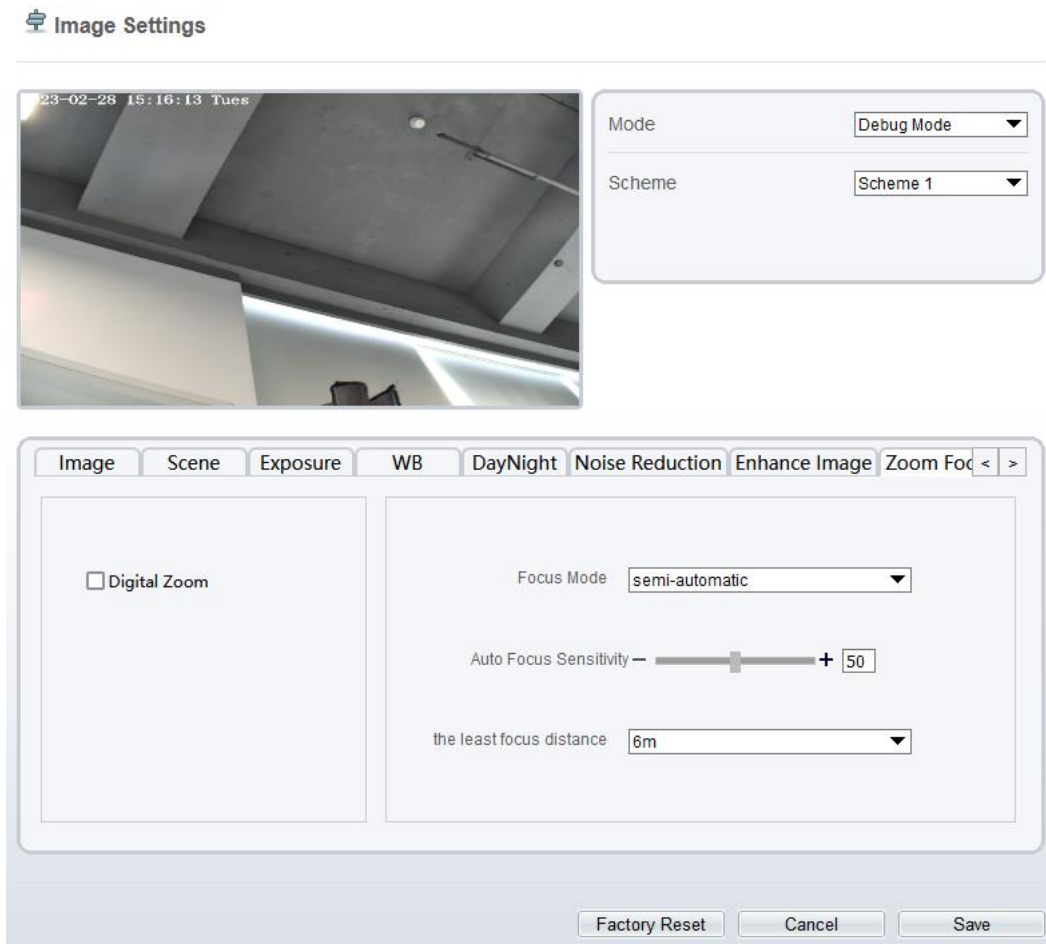 Image Settings
23-02-28 15:16:13 Tues
Mode
Debug Mode
Scheme
Scheme 1
Image Scene Exposure WB DayNight Noise Reduction Enhance Image Zoom Foc < >
Digital Zoom
Focus Mode semi-automatic
Auto Focus Sensitivity − + 50
the least focus distance 6m
Factory Reset Cancel Save